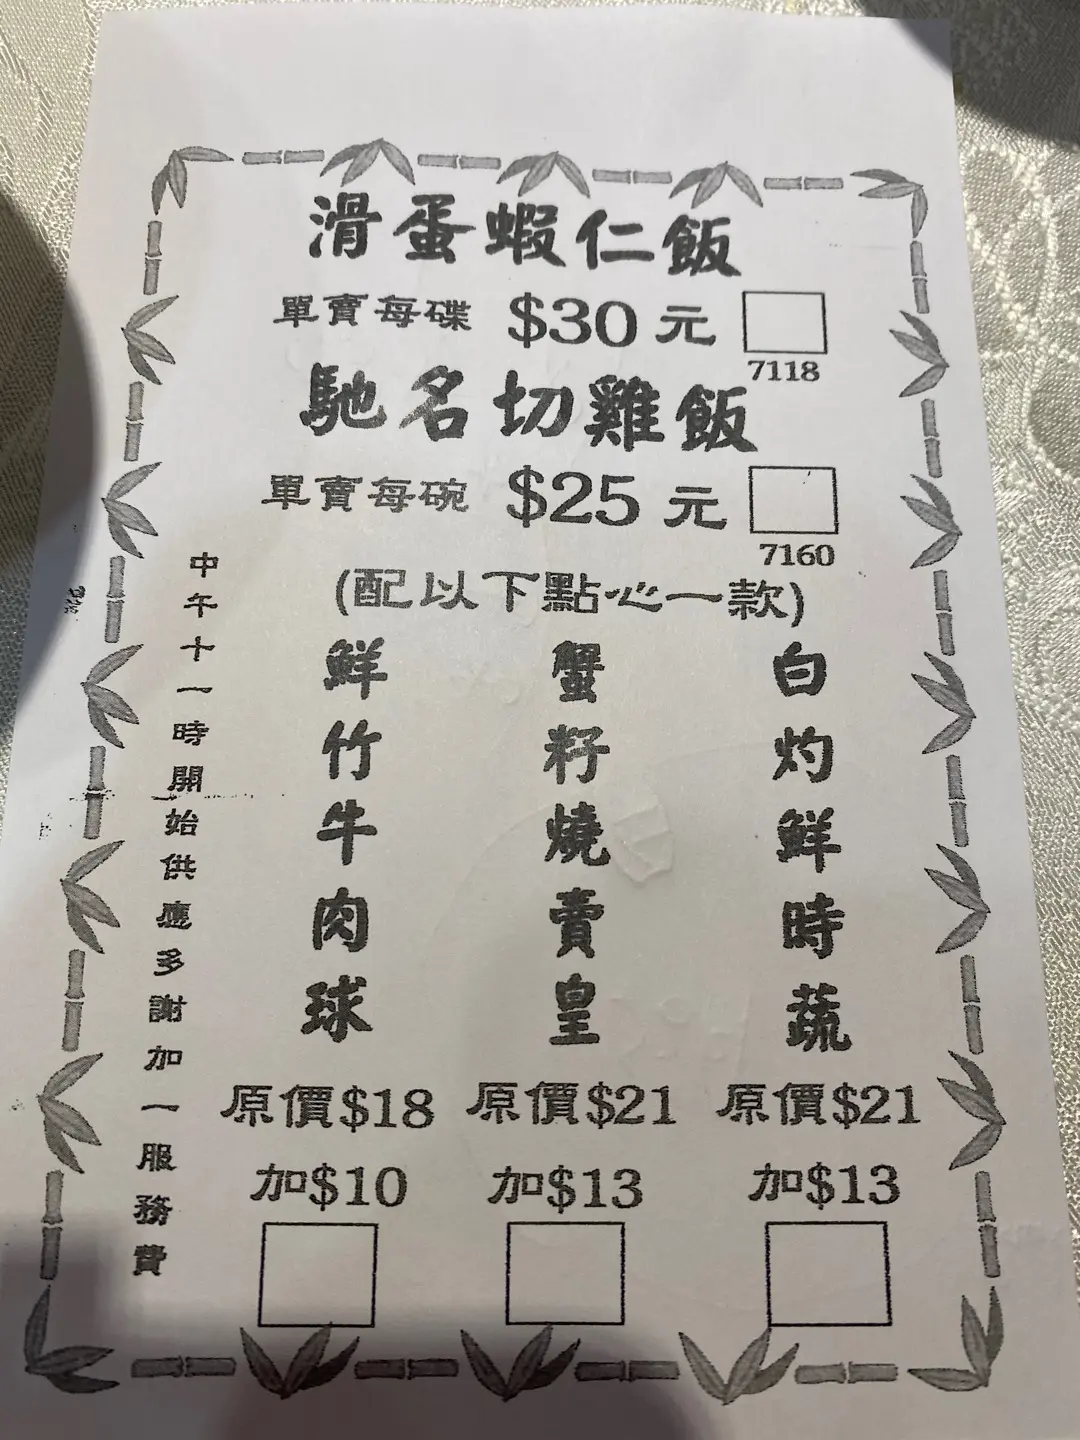 滑蛋蝦仁飯
單賣每碟 $30 元
7118
馳名切雞飯
單賣每碗 $25 元
7160
(配以下點心一款)
鮮竹牛肉球
原價$18
加$10
蟹籽燒賣皇
原價$21
加$13
白灼鮮時蔬
原價$21
加$13
中午十一時開始供應多謝加一服務費